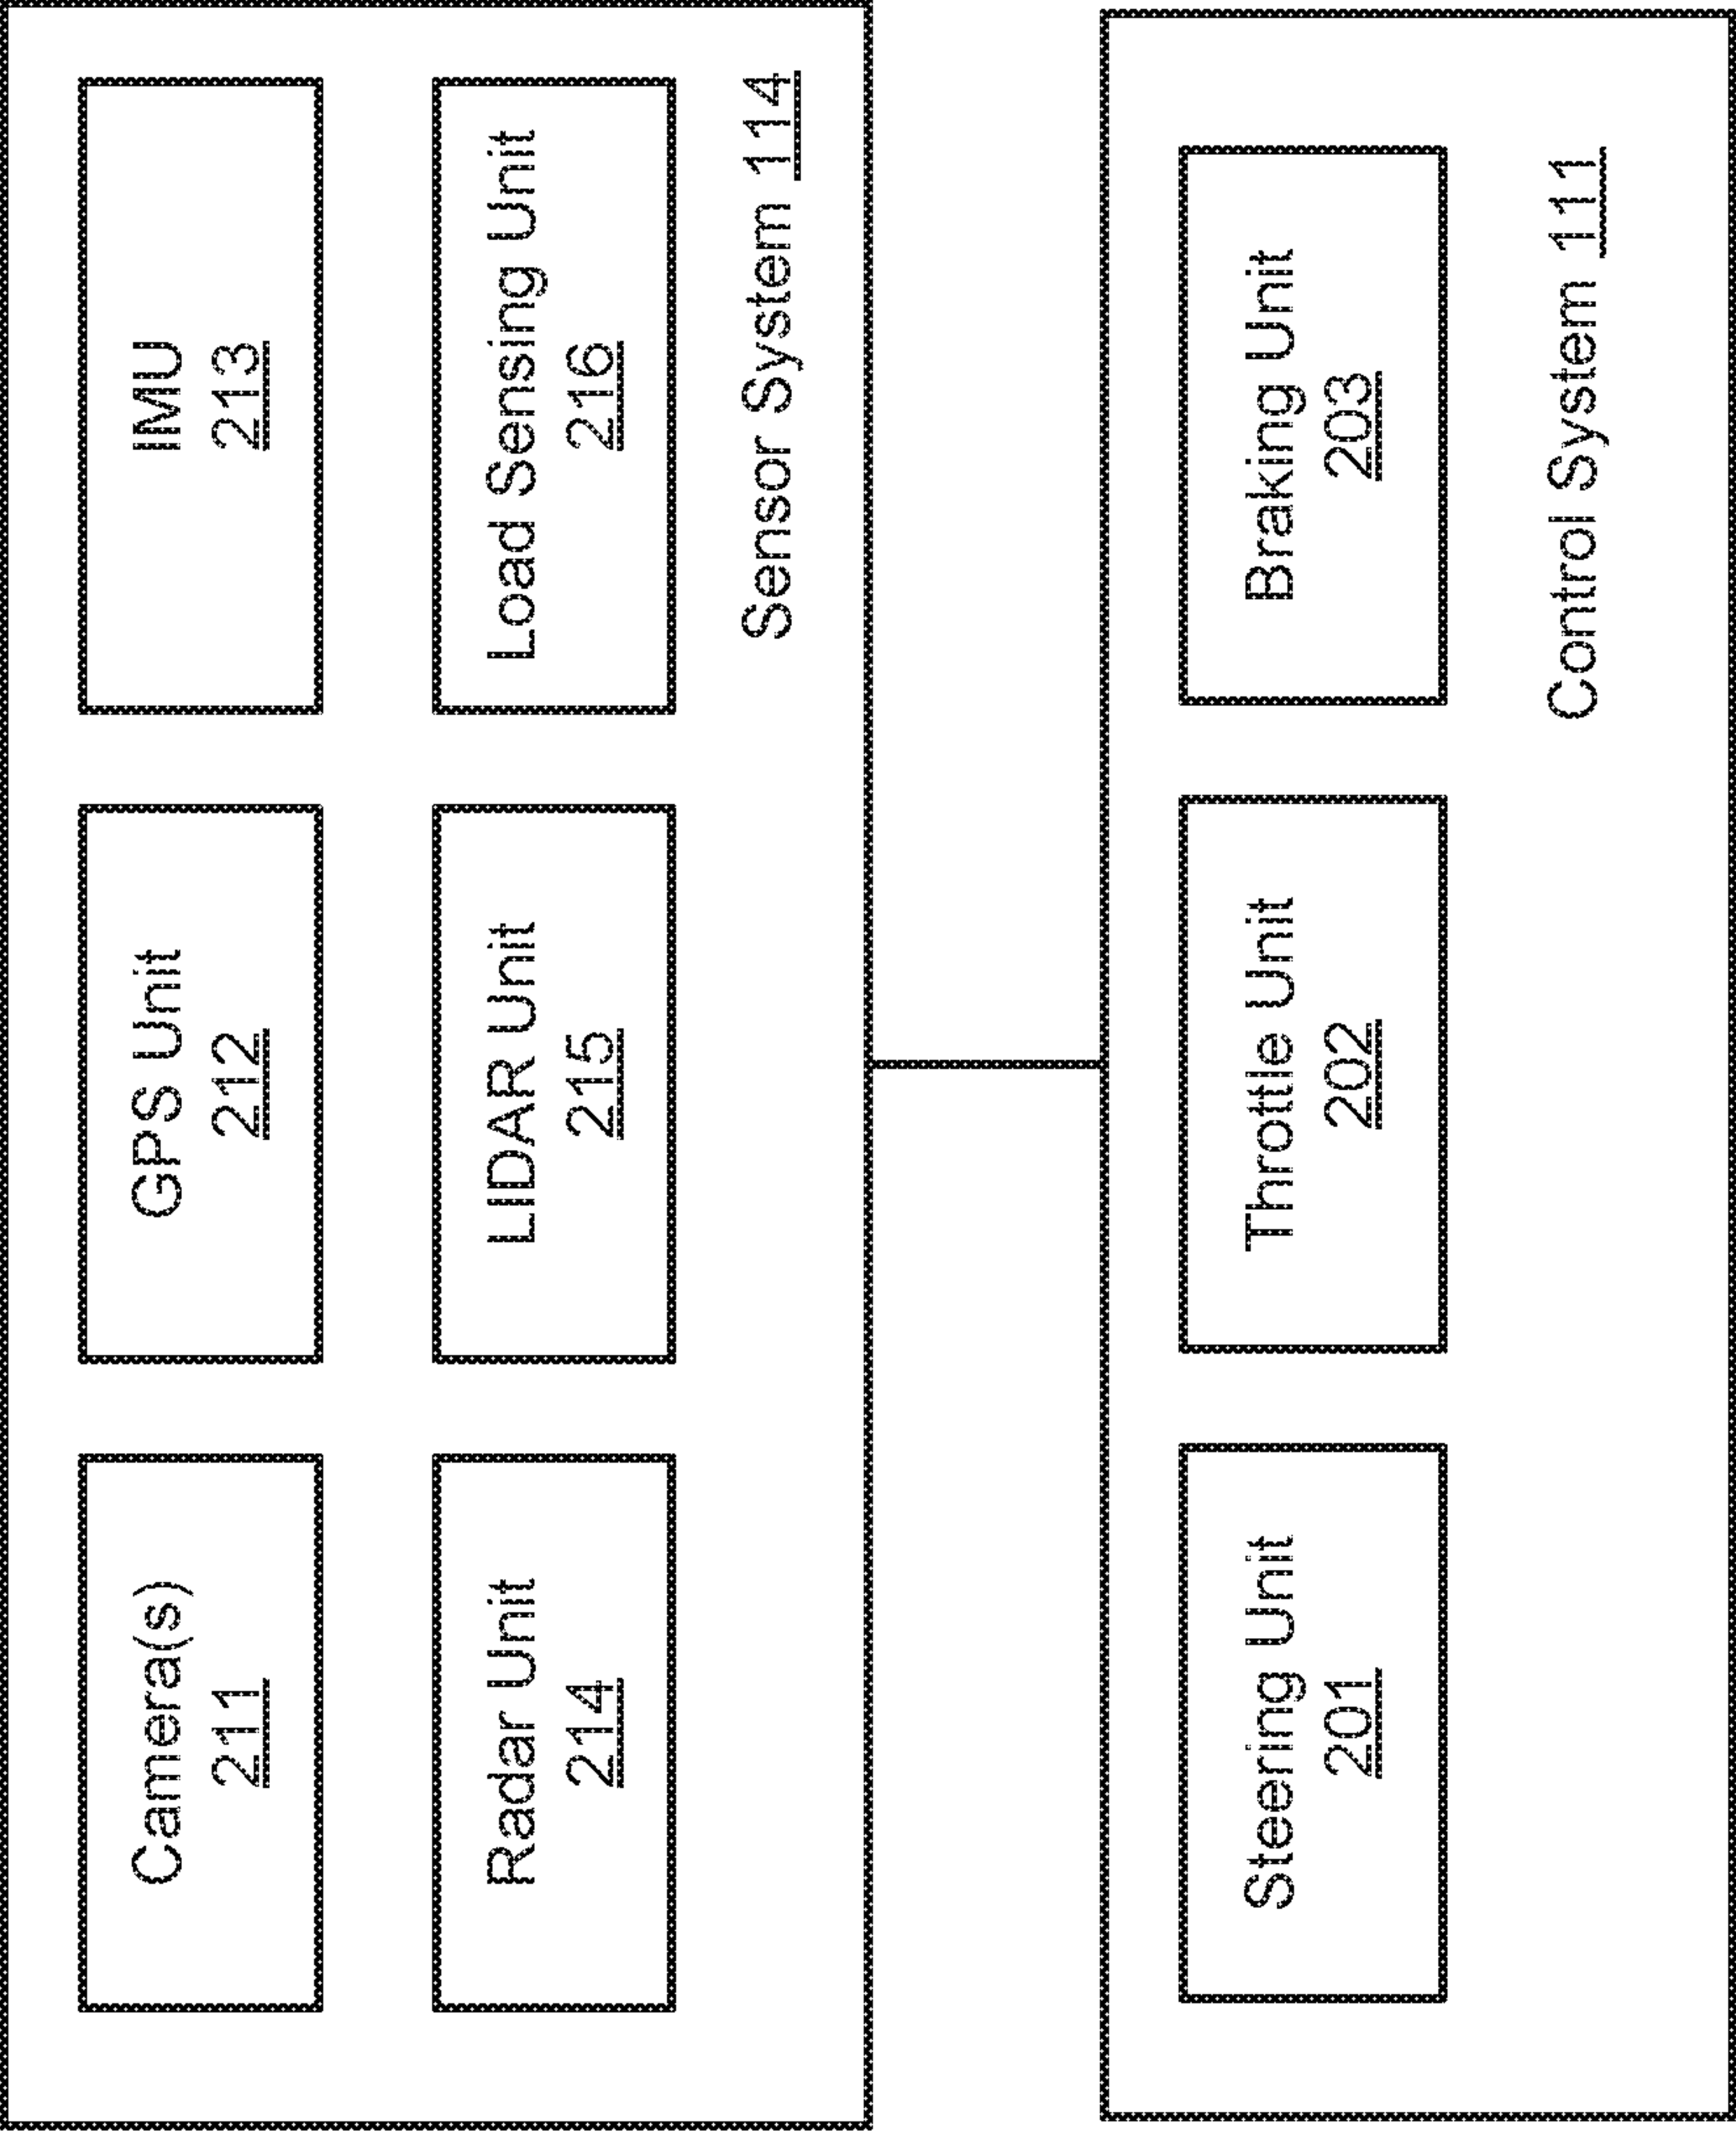 Camera(s)
211
GPS Unit
212
IMU
213
Radar Unit
214
LIDAR Unit
215
Load Sensing Unit
216
Sensor System 114
Steering Unit
201
Throttle Unit
202
Braking Unit
203
Control System 111